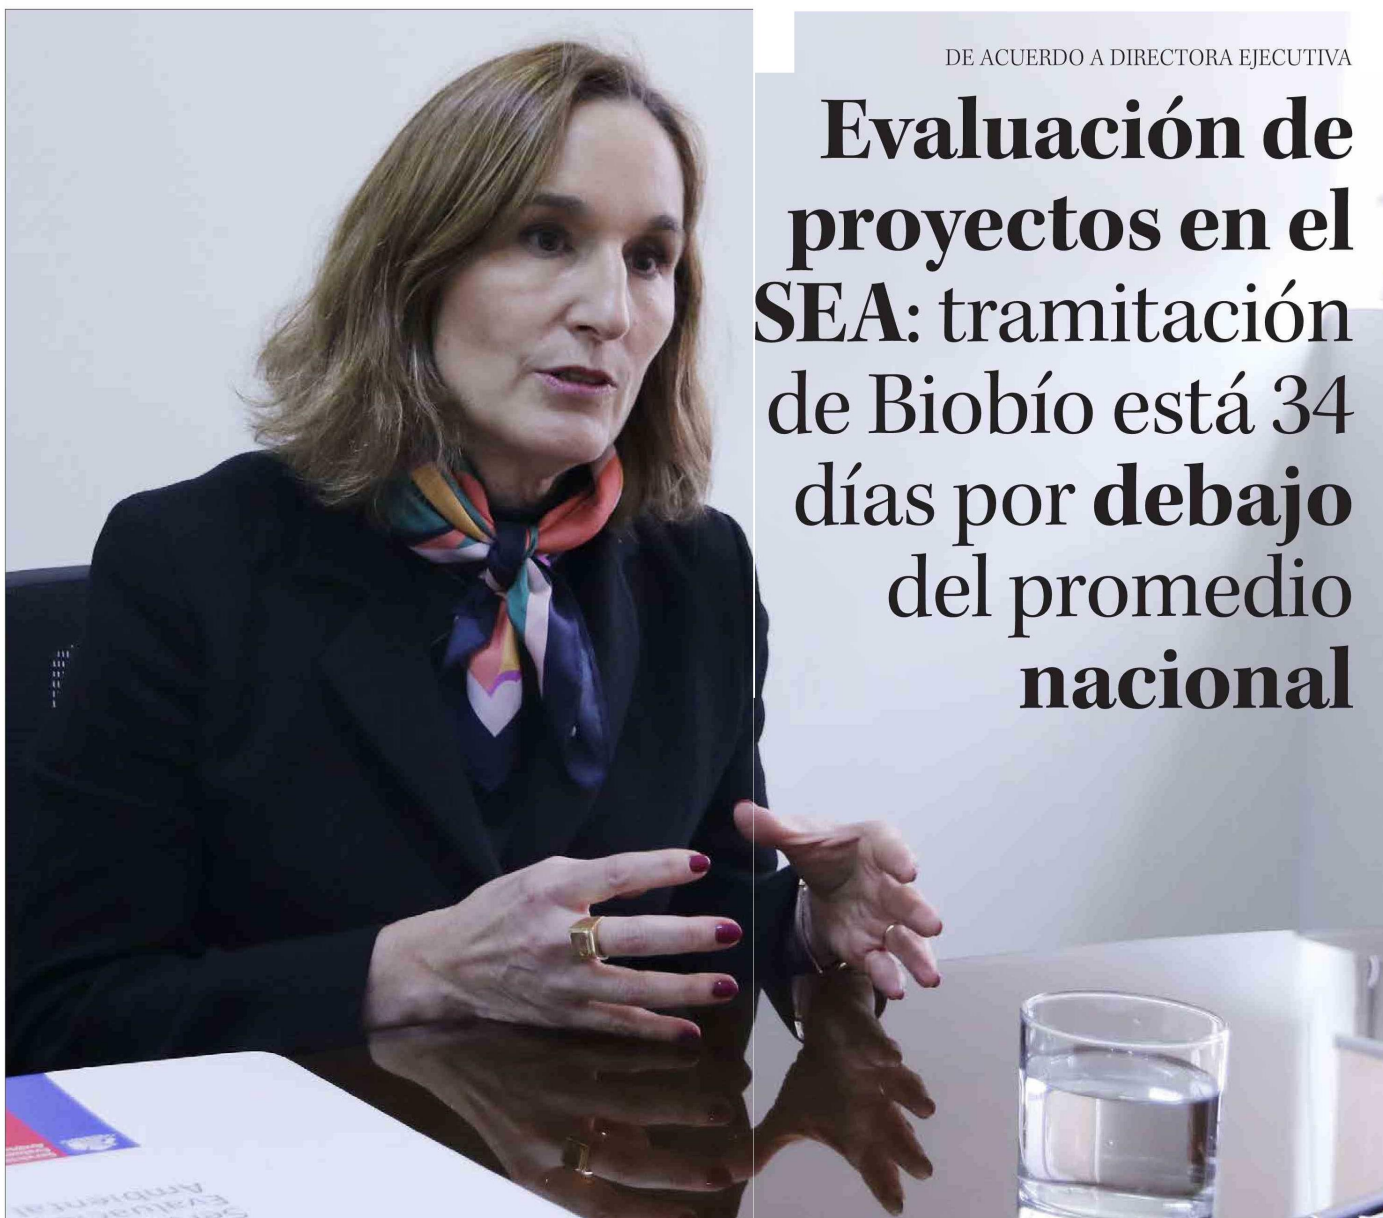 DE ACUERDO A DIRECTORA EJECUTIVA
Evaluación de
proyectos en el
SEA: tramitación
de Biobío está 34
días por debajo
del promedio
nacional
Ambiental